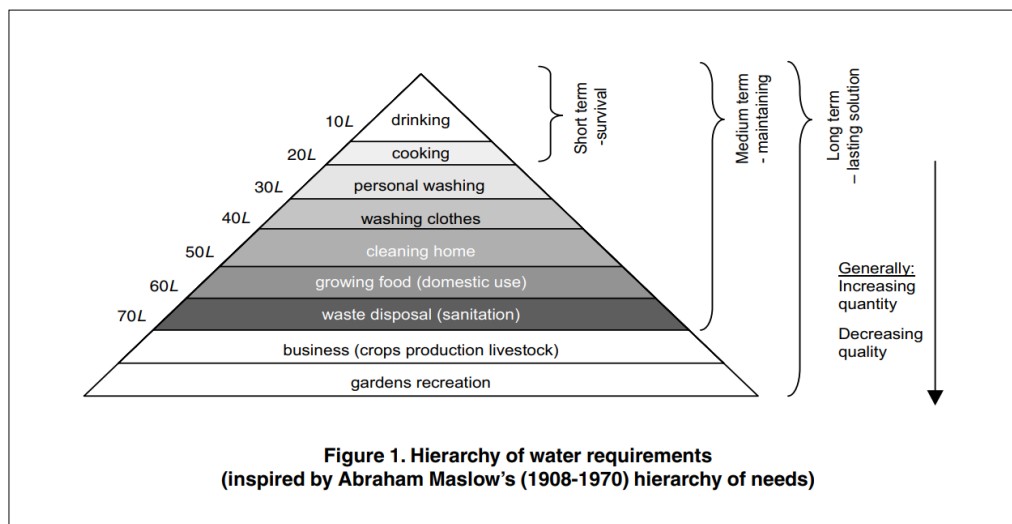 10L
drinking
20L
cooking
30L
personal washing
40L
washing clothes
50L
cleaning home
60L
growing food (domestic use)
70L
waste disposal (sanitation)
business (crops production livestock)
gardens recreation
Short term
-survival
Medium term
- maintaining
Long term
– lasting solution
Generally:
Increasing
quantity
Decreasing
quality
Figure 1. Hierarchy of water requirements
(inspired by Abraham Maslow's (1908-1970) hierarchy of needs)